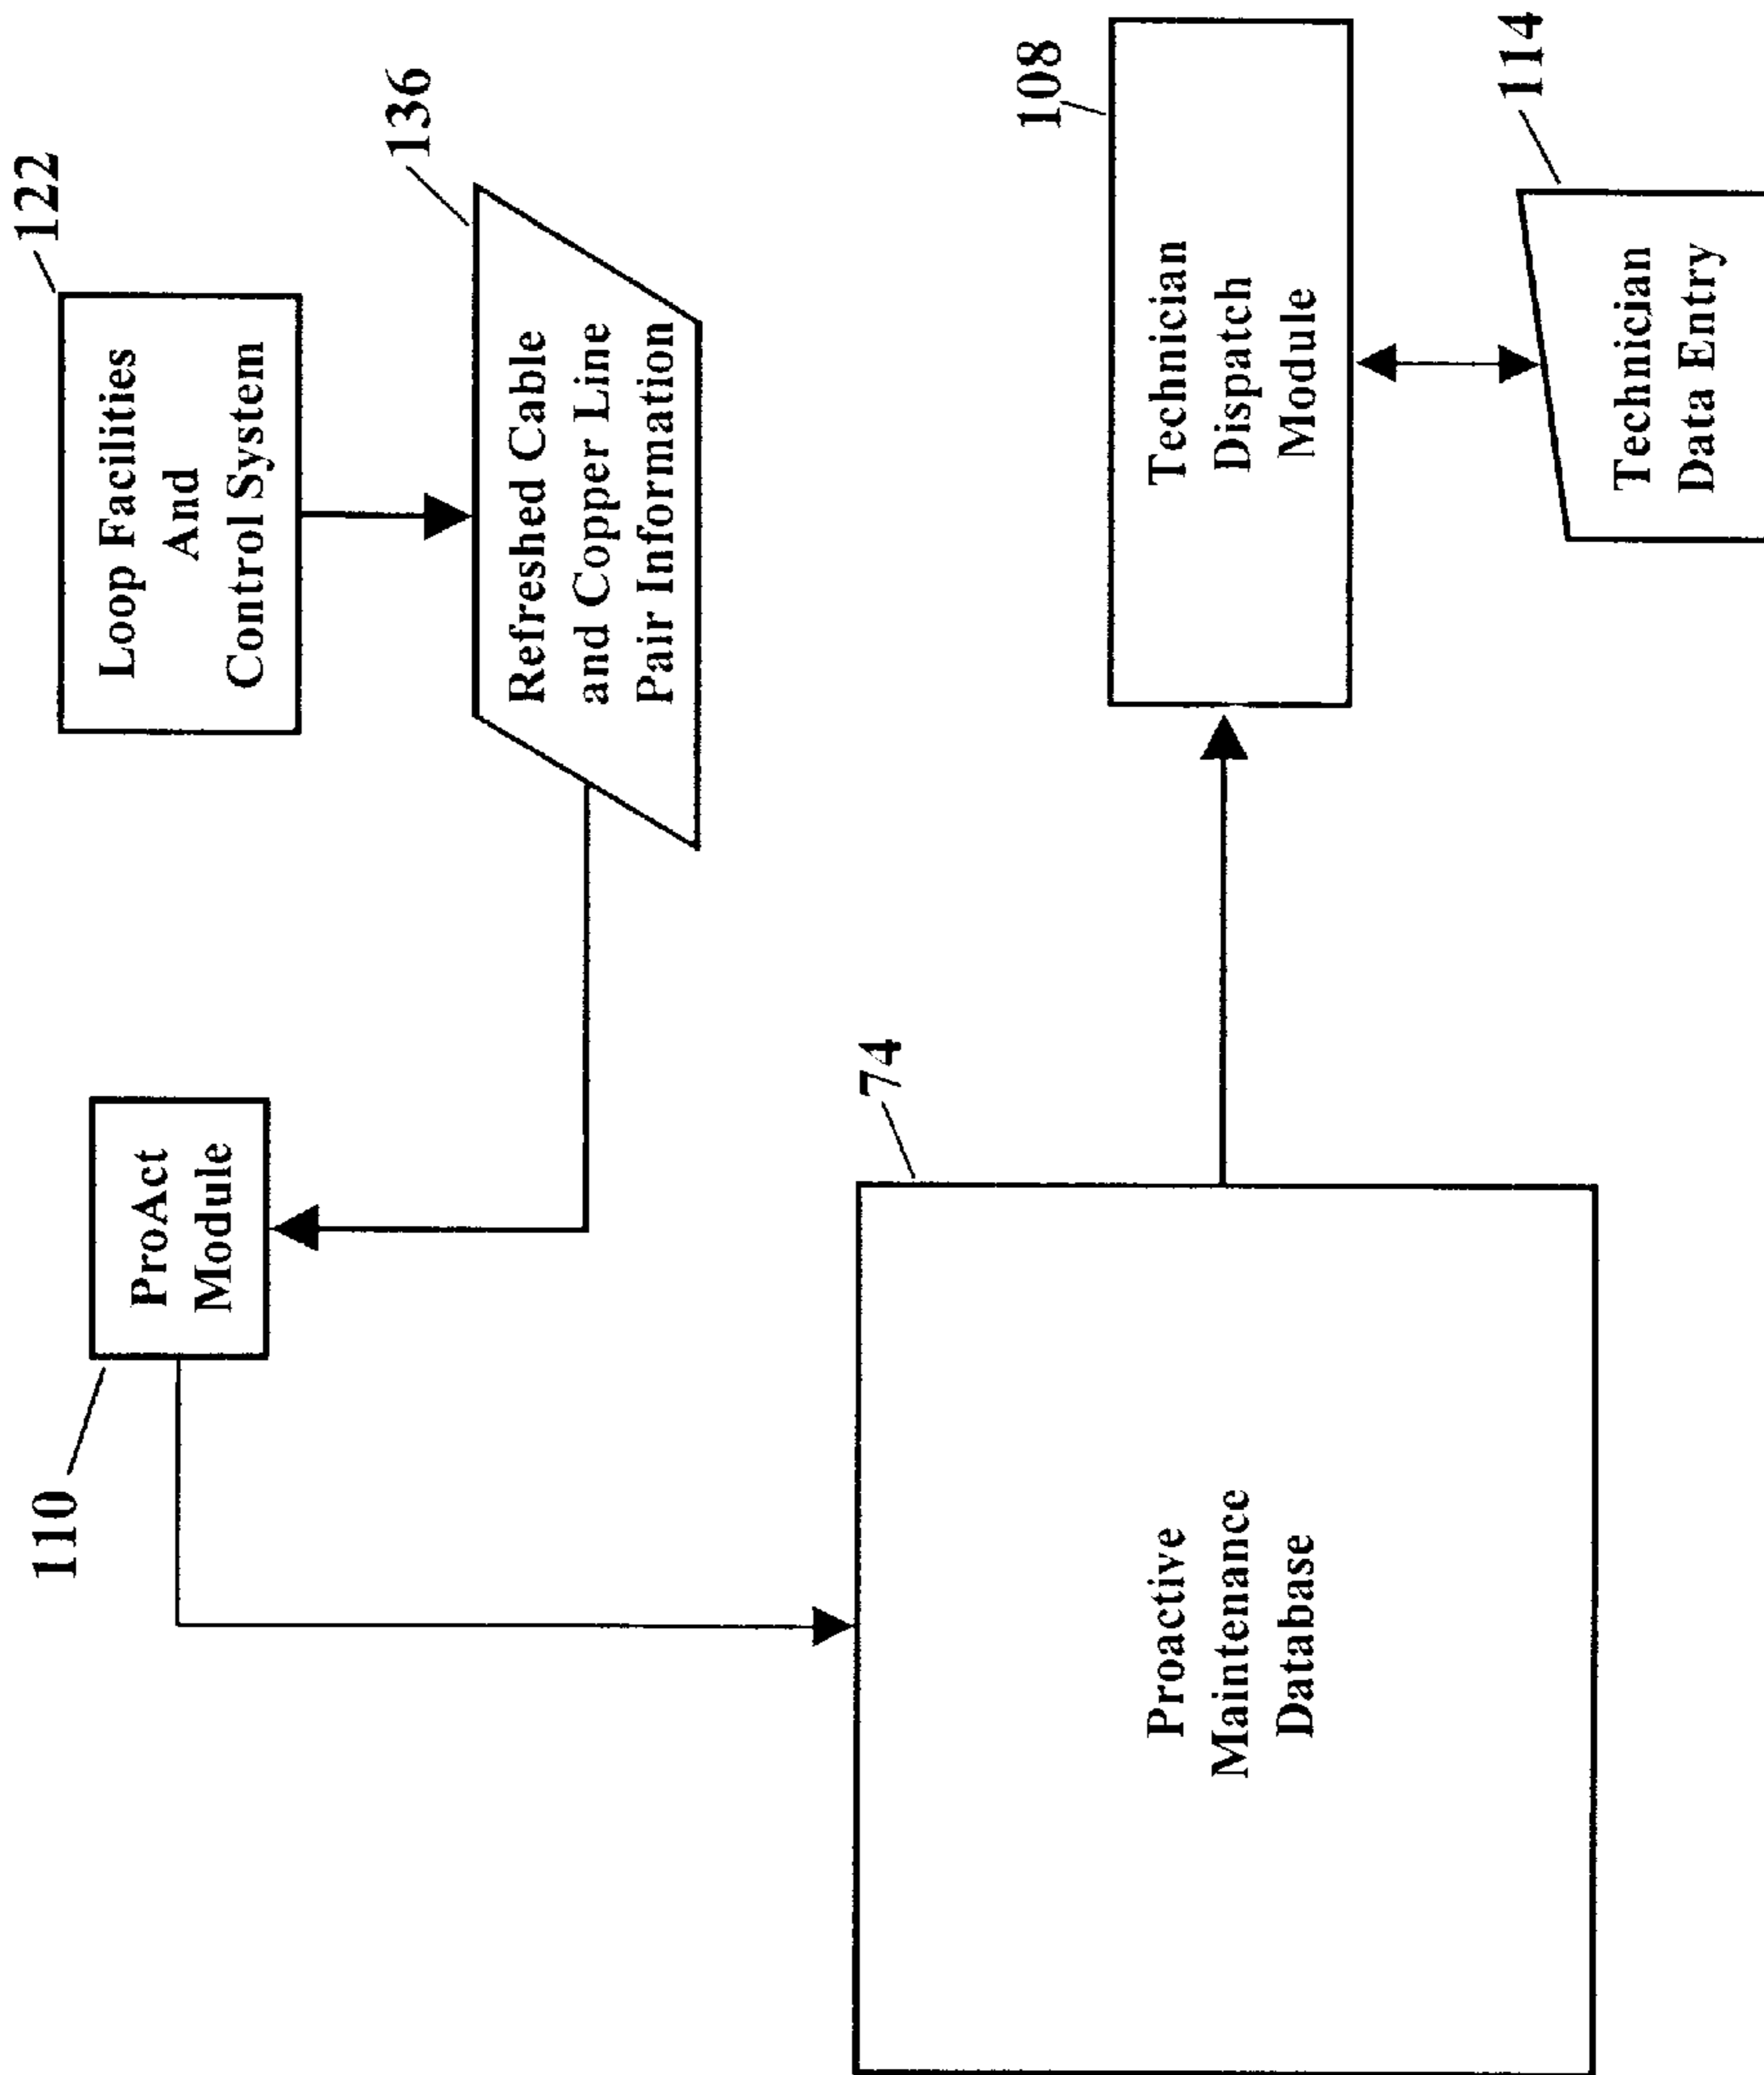 110
ProAct
Module
122
Loop Facilities
And
Control System
136
Refreshed Cable
and Copper Line
Pair Information
74
Proactive
Maintenance
Database
108
Technician
Dispatch
Module
114
Technician
Data Entry